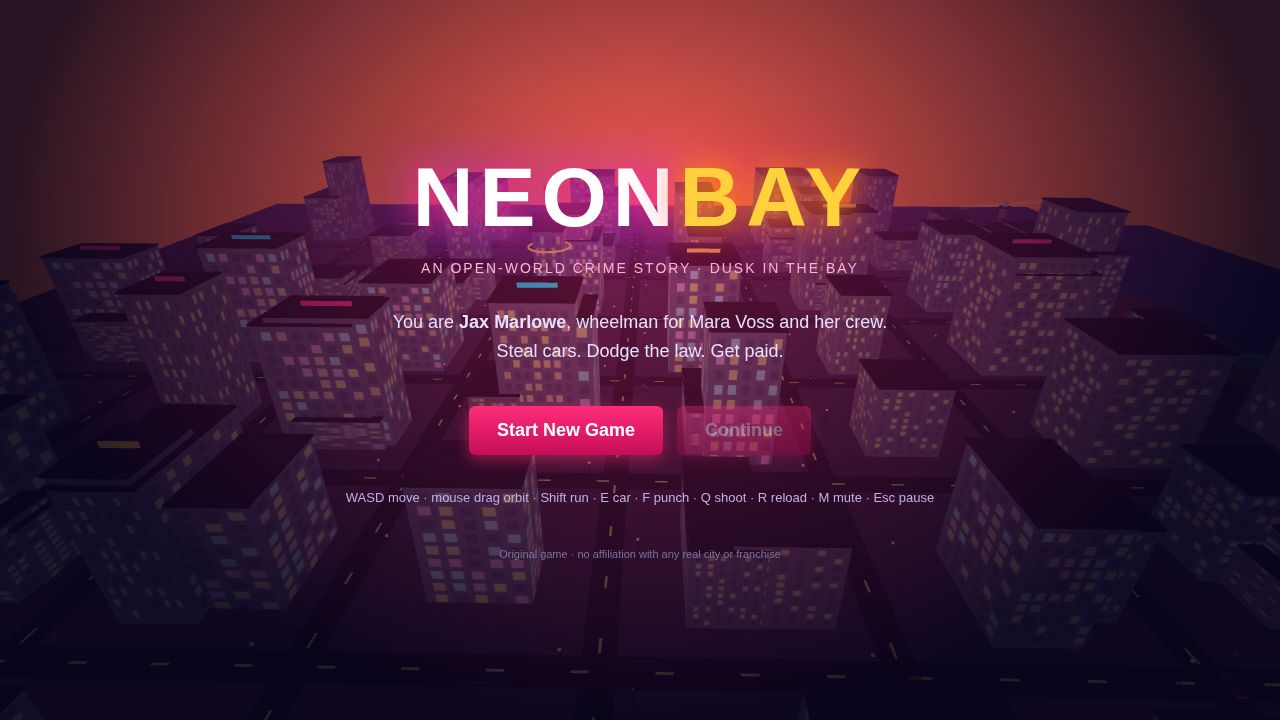 NEONBAY
AN OPEN-WORLD CRIME STORY · DUSK IN THE BAY
You are Jax Marlowe, wheelman for Mara Voss and her crew.
Steal cars. Dodge the law. Get paid.
Start New Game
Continue
WASD move · mouse drag orbit · Shift run · E car · F punch · Q shoot · R reload · M mute · Esc pause
Original game · no affiliation with any real city or franchise